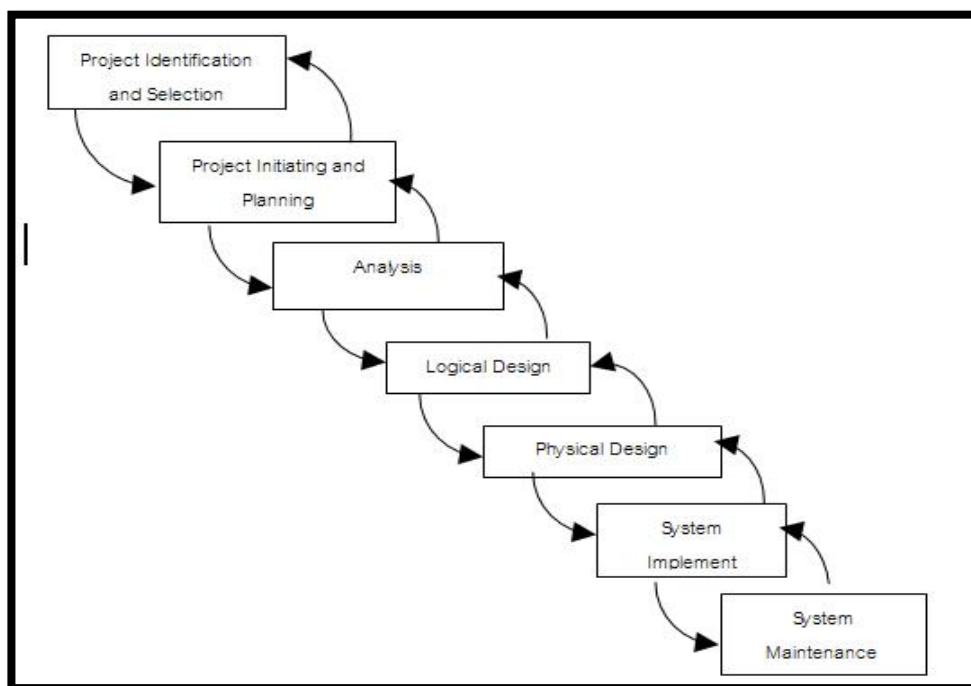 Project Identification
and Selection
Project Initiating and
Planning
Analysis
Logical Design
Physical Design
System
Implement
System
Maintenance